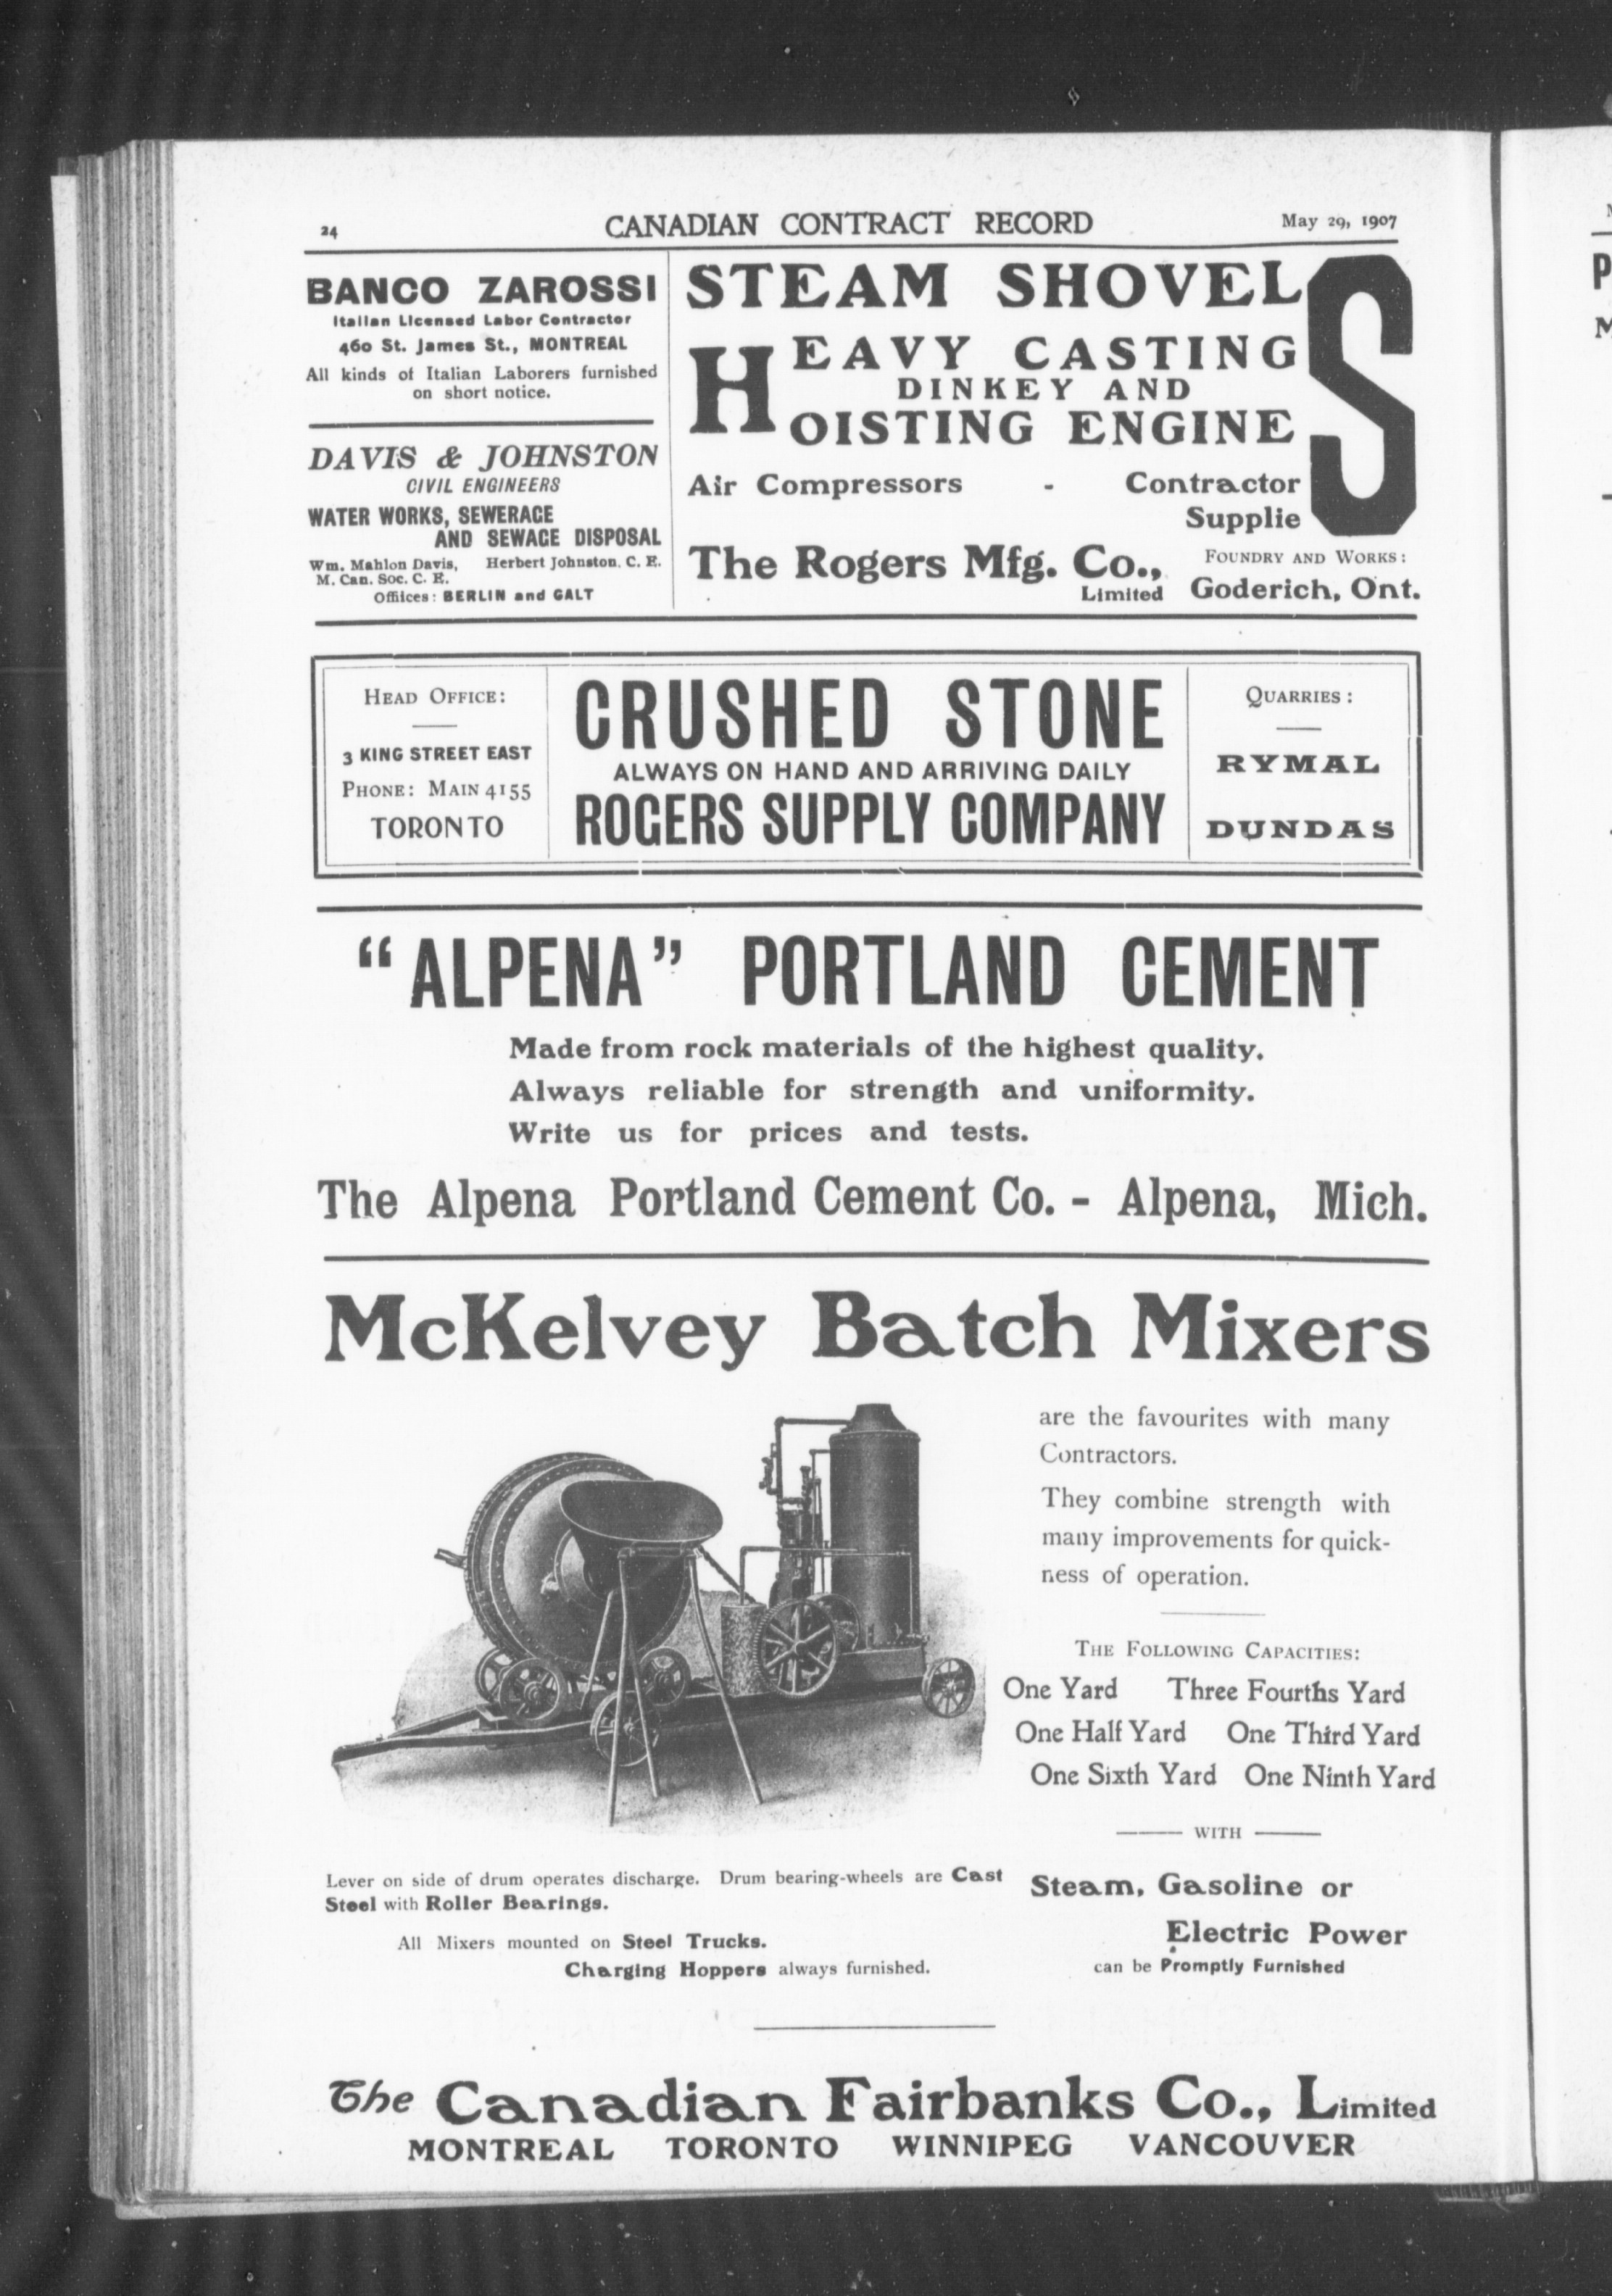 24 CANADIAN CONTRACT RECORD May 29, 1907
BANCO ZAROSSI
Italian Licensed Labor Contractor
460 St. James St., MONTREAL
All kinds of Italian Laborers furnished
on short notice.
DAVIS & JOHNSTON
CIVIL ENGINEERS
WATER WORKS, SEWERAGE
AND SEWAGE DISPOSAL
Wm. Mahlon Davis, Herbert Johnston, C. E.
M. Can. Soc. C. E.
Offiices: BERLIN and GALT
STEAM SHOVELS
HEAVY CASTING
DINKEY AND
HOISTING ENGINE
Air Compressors - Contractor
Supplie
The Rogers Mfg. Co., FOUNDRY AND WORKS:
Limited Goderich, Ont.
HEAD OFFICE:
3 KING STREET EAST
PHONE: MAIN 4155
TORONTO
CRUSHED STONE
ALWAYS ON HAND AND ARRIVING DAILY
ROGERS SUPPLY COMPANY
QUARRIES:
RYMAL
DUNDAS
"ALPENA" PORTLAND CEMENT
Made from rock materials of the highest quality.
Always reliable for strength and uniformity.
Write us for prices and tests.
The Alpena Portland Cement Co. - Alpena, Mich.
McKelvey Batch Mixers
are the favourites with many
Contractors.
They combine strength with
many improvements for quick-
ness of operation.
THE FOLLOWING CAPACITIES:
One Yard Three Fourths Yard
One Half Yard One Third Yard
One Sixth Yard One Ninth Yard
WITH
Steam, Gasoline or
Electric Power
can be Promptly Furnished
Lever on side of drum operates discharge. Drum bearing-wheels are Cast
Steel with Roller Bearings.
All Mixers mounted on Steel Trucks.
Charging Hoppers always furnished.
The Canadian Fairbanks Co., Limited
MONTREAL TORONTO WINNIPEG VANCOUVER